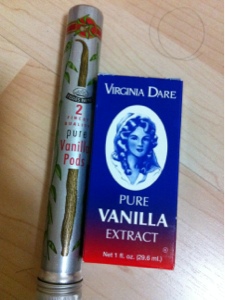 2
pure
Vanilla
Pods
VIRGINIA DARE
PURE
VANILLA
EXTRACT
Net 1 fl. oz. (29.6 mL.)